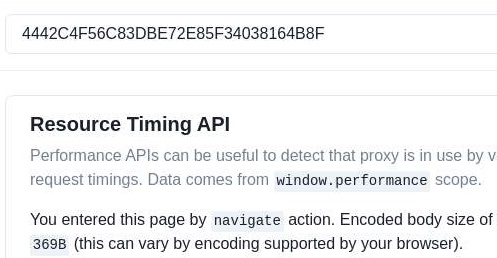 4442C4F56C83DBE72E85F34038164B8F
Resource Timing API
Performance APIs can be useful to detect that proxy is in use by
request timings. Data comes from window.performance scope.
You entered this page by navigate action. Encoded body size of
369B (this can vary by encoding supported by your browser).